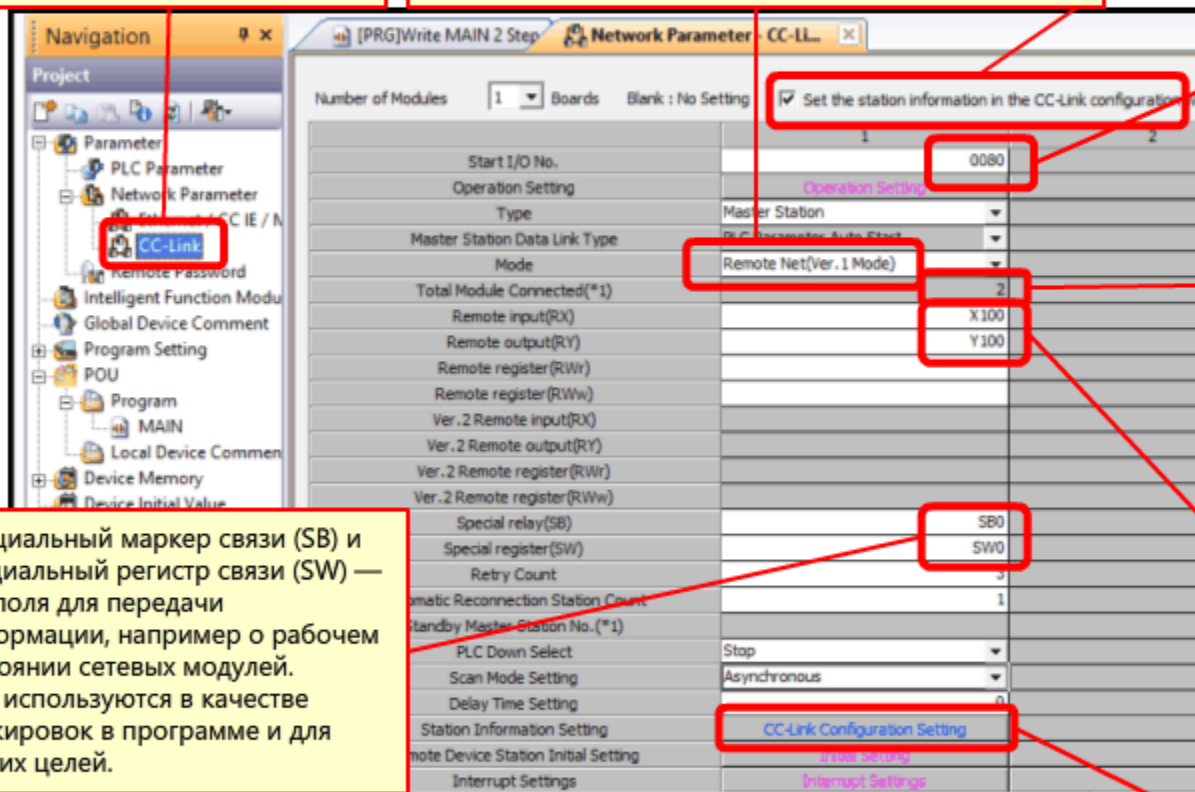 Navigation
[PRG]Write MAIN 2 Step
Network Parameter - CC-Li...
Project
Number of Modules 1 Boards Blank : No Setting Set the station information in the CC-Link configuration
Parameter
PLC Parameter
Network Parameter
CC IE /
CC-Link
Remote Password
Intelligent Function Modu
Global Device Comment
Program Setting
POU
Program
MAIN
Local Device Commen
Device Memory
Device Initial Value
1 2
Start I/O No. 0080
Operation Setting Operation Setting
Type Master Station
Master Station Data Link Type PLC Parameter Auto Start
Mode Remote Net(Ver.1 Mode)
Total Module Connected(*1) 2
Remote input(RX) X100
Remote output(RY) Y100
Remote register(RWr)
Remote register(RWw)
Ver.2 Remote input(RX)
Ver.2 Remote output(RY)
Ver.2 Remote register(RWr)
Ver.2 Remote register(RWw)
Special relay(SB) SB0
Special register(SW) SW0
Retry Count 3
omatic Reconnection Station Count 1
Standby Master Station No.(*1)
PLC Down Select Stop
Scan Mode Setting Asynchronous
Delay Time Setting 0
Station Information Setting CC-Link Configuration Setting
mote Device Station Initial Setting Initial Setting
Interrupt Settings Interrupt Settings
циальный маркер связи (SB) и
циальный регистр связи (SW) —
поля для передачи
ормации, например о рабочем
оянии сетевых модулей.
используются в качестве
кировок в программе и для
их целей.